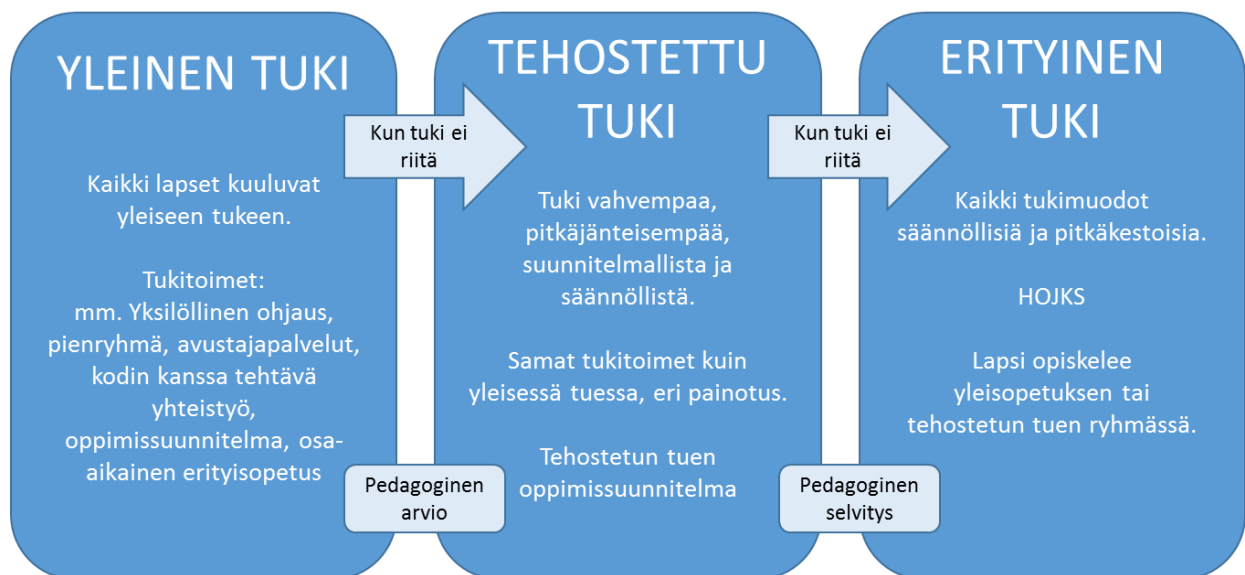 YLEINEN TUKI
Kaikki lapset kuuluvat
yleiseen tukeen.
Tukitoimet:
mm. Yksilöllinen ohjaus,
pienryhmä, avustajapalvelut,
kodin kanssa tehtävä
yhteistyö,
oppimissuunnitelma, osa-
aikainen erityisopetus
Kun tuki ei
riitä
Pedagoginen
arvio
TEHOSTETTU
TUKI
Tuki vahvempaa,
pitkäjänteisempää,
suunnitelmallista ja
säännöllistä.
Samat tukitoimet kuin
yleisessä tuessa, eri painotus.
Tehostetun tuen
oppimissuunnitelma
Kun tuki ei
riitä
Pedagoginen
selvitys
ERITYINEN
TUKI
Kaikki tukimuodot
säännöllisiä ja pitkäkestoisia.
HOJKS
Lapsi opiskelee
yleisopetuksen tai
tehostetun tuen ryhmässä.